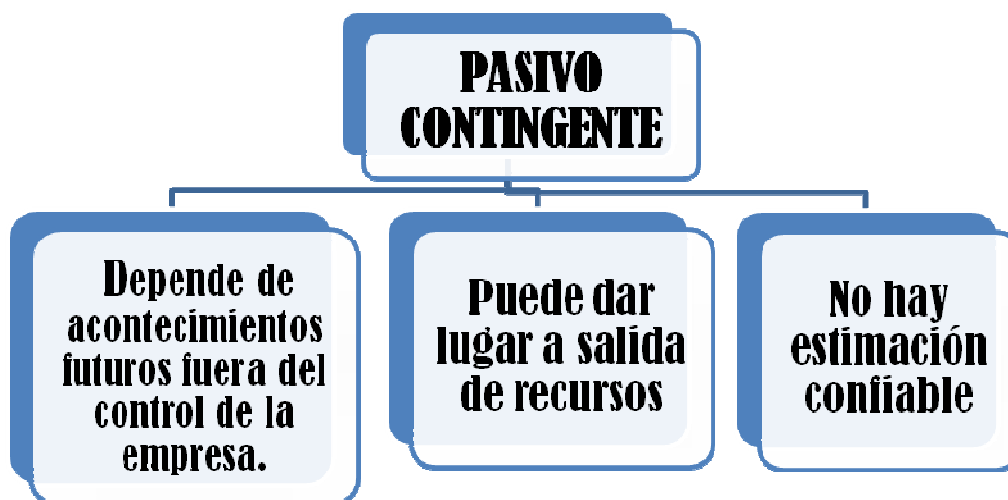 PASIVO
CONTINGENTE
Depende de
acontecimientos
futuros fuera del
control de la
empresa.
Puede dar
lugar a salida
de recursos
No hay
estimación
confiable